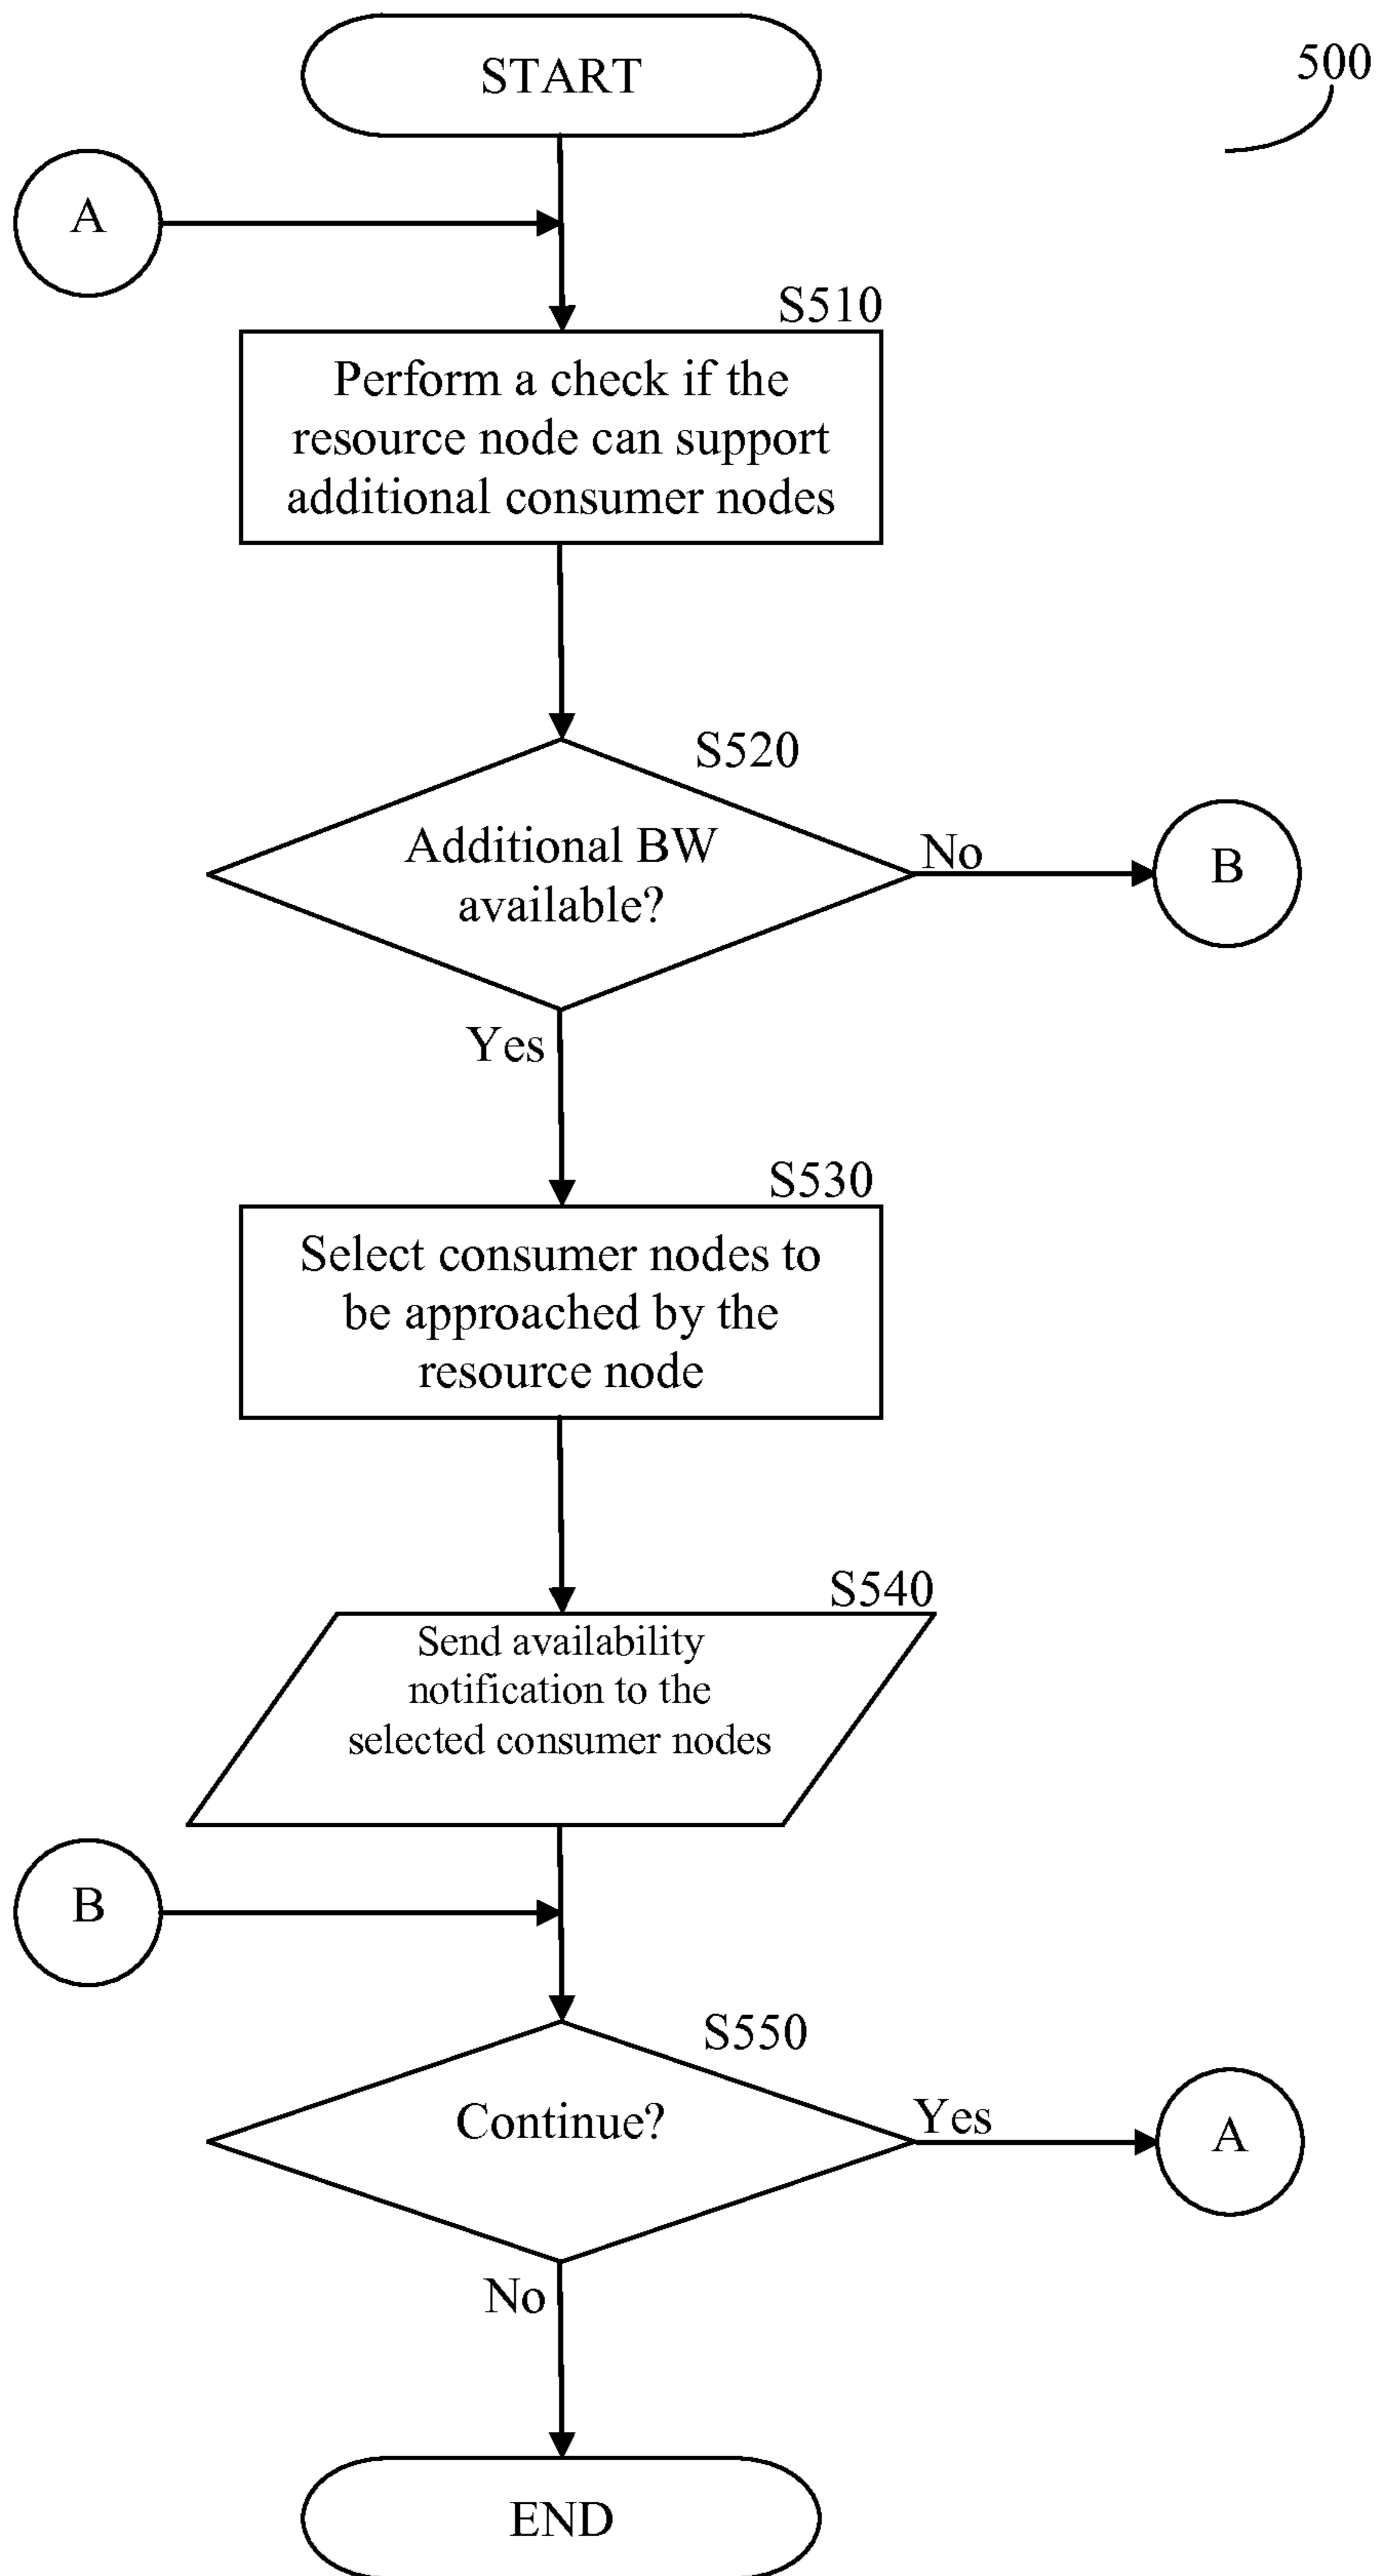 START
500
A
S510
Perform a check if the
resource node can support
additional consumer nodes
S520
Additional BW
available?
No
B
Yes
S530
Select consumer nodes to
be approached by the
resource node
S540
Send availability
notification to the
selected consumer nodes
B
S550
Continue?
Yes
A
No
END